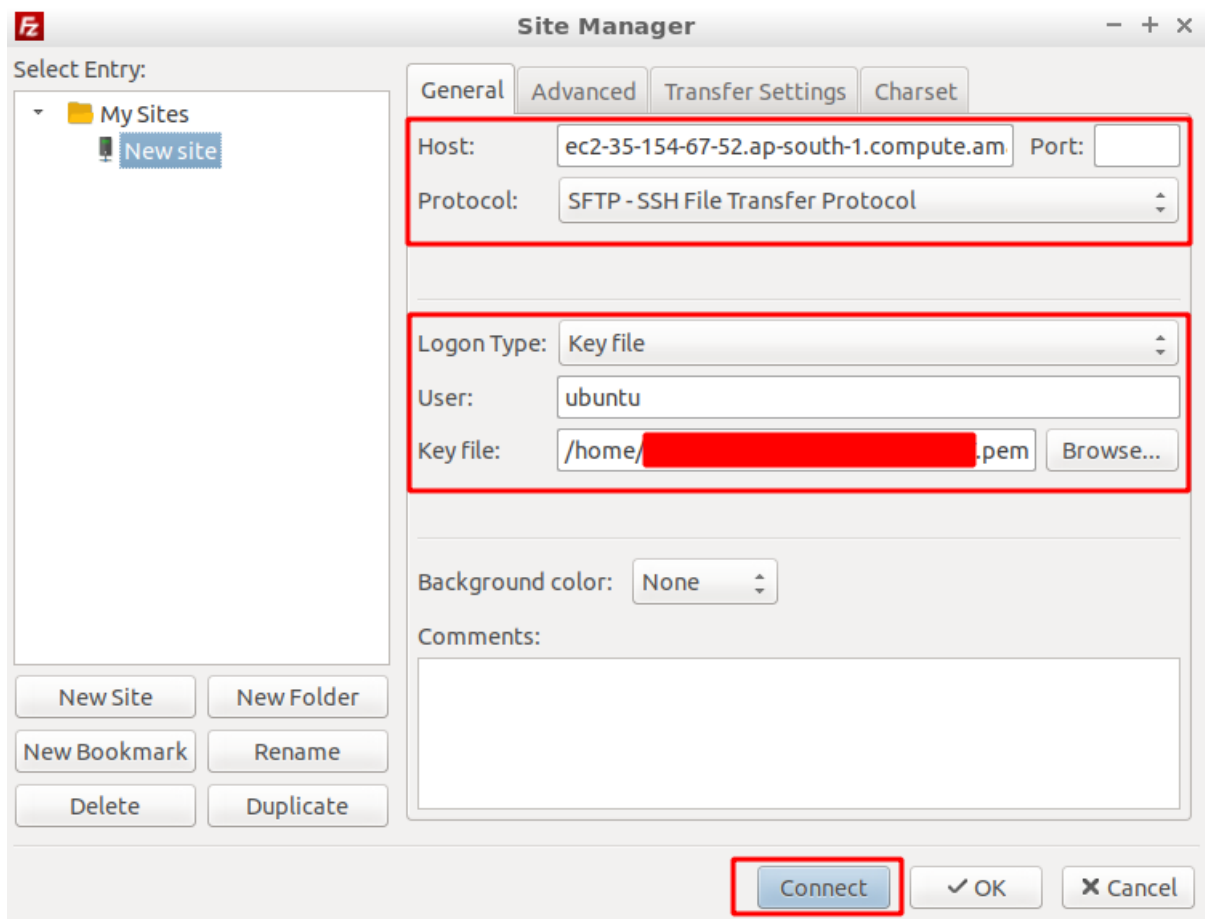 Fz Site Manager
Select Entry:
My Sites
New site
New Site New Folder
New Bookmark Rename
Delete Duplicate
General Advanced Transfer Settings Charset
Host: ec2-35-154-67-52.ap-south-1.compute.am Port:
Protocol: SFTP - SSH File Transfer Protocol
Logon Type: Key file
User: ubuntu
Key file: /home/ .pem Browse...
Background color: None
Comments:
Connect OK Cancel